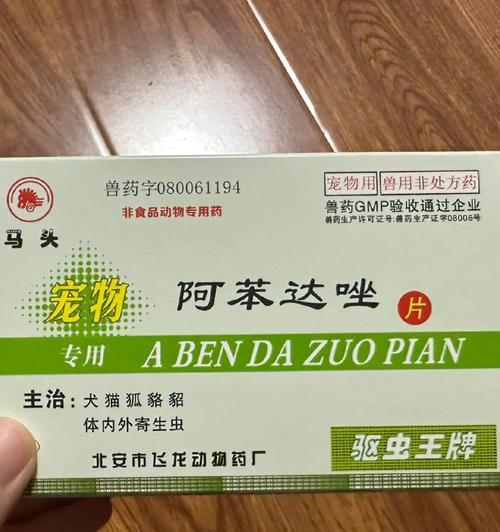 兽药字080061194
非食品动物专用药
宠物用 兽用非处方药
兽药GMP验收通过企业
兽药生产许可证号:兽药生产证字08006号
马头
宠物
专用
阿苯达唑 片
A BEN DA ZUO PIAN
主治: 犬猫狐貉貂
体内外寄生虫
驱虫王牌
北安市飞龙动物药厂